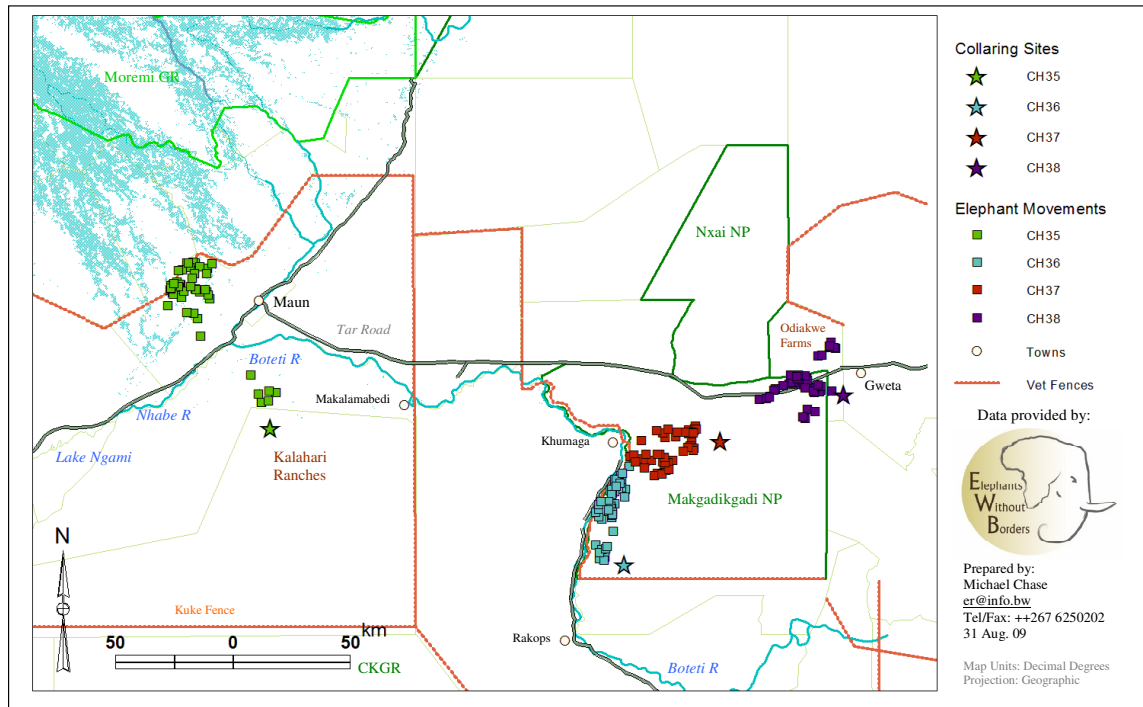 Moremi GR
Nxai NP
Maun
Tar Road
Odiakwe
Farms
Boteti R
Gweta
Makalamabedi
Nhabe R
Khumaga
Lake Ngami
Kalahari
Ranches
Makgadikgadi NP
N
Kuke Fence
50 0 50 km
CKGR
Rakops
Boteti R
Collaring Sites
CH35
CH36
CH37
CH38
Elephant Movements
CH35
CH36
CH37
CH38
Towns
Vet Fences
Data provided by:
Elephants
Without
Borders
Prepared by:
Michael Chase
er@info.bw
Tel/Fax: ++267 6250202
31 Aug. 09
Map Units: Decimal Degrees
Projection: Geographic